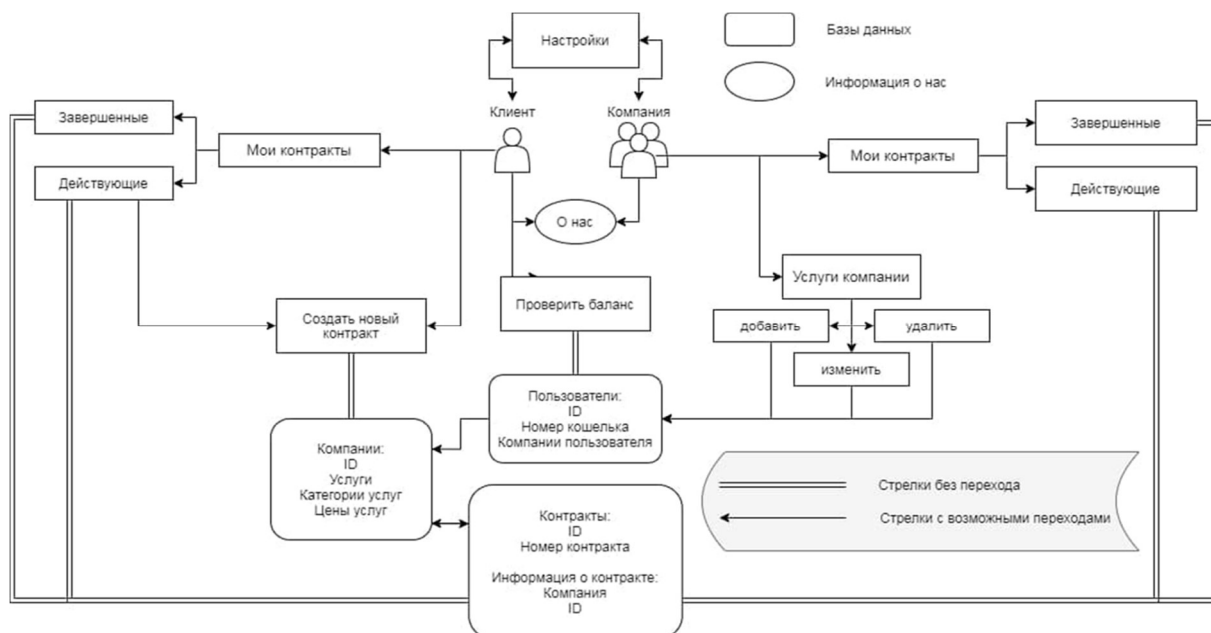 Настройки
Базы данных
Информация о нас
Клиент
Компания
Завершенные
Мои контракты
Действующие
Мои контракты
Завершенные
Действующие
О нас
Услуги компании
Проверить баланс
Создать новый
контракт
добавить
удалить
изменить
Пользователи:
ID
Номер кошелька
Компании пользователя
Компании:
ID
Услуги
Категории услуг
Цены услуг
Контракты:
ID
Номер контракта
Информация о контракте:
Компания
ID
Стрелки без перехода
Стрелки с возможными переходами